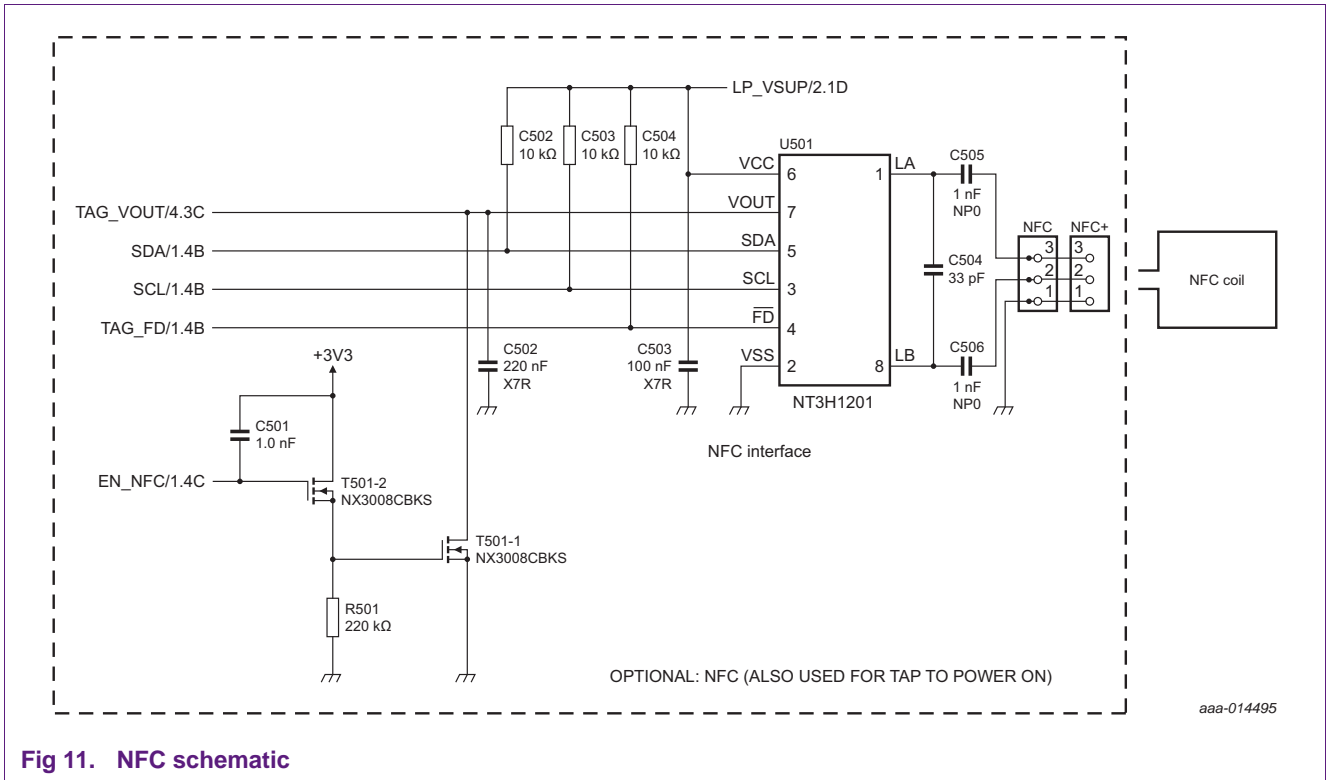 LP_VSUP/2.1D
C502
10 kΩ
C503
10 kΩ
C504
10 kΩ
U501
VCC
6
1
LA
C505
1 nF
NP0
TAG_VOUT/4.3C
VOUT
7
NFC
NFC+
SDA/1.4B
SDA
5
3
3
C504
33 pF
2
2
NFC coil
SCL/1.4B
SCL
3
1
1
TAG_FD/1.4B
FD
4
+3V3
C502
220 nF
X7R
C503
100 nF
X7R
VSS
2
8
LB
C506
1 nF
NP0
NT3H1201
C501
1.0 nF
NFC interface
EN_NFC/1.4C
T501-2
NX3008CBKS
T501-1
NX3008CBKS
R501
220 kΩ
OPTIONAL: NFC (ALSO USED FOR TAP TO POWER ON)
aaa-014495
Fig 11. NFC schematic